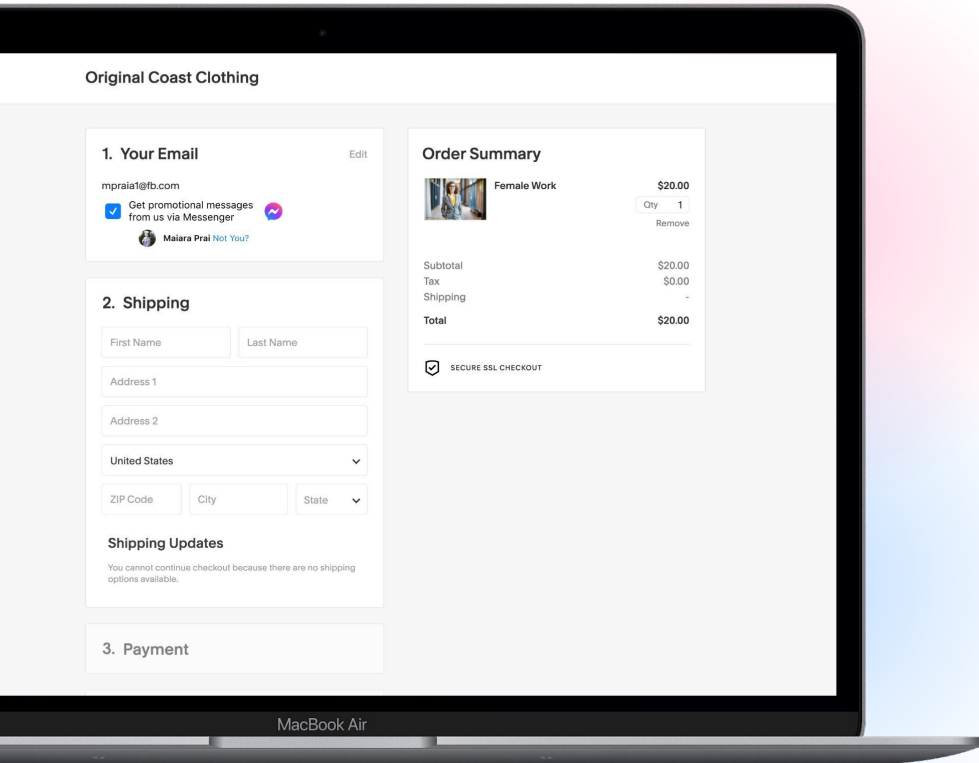 Original Coast Clothing
1. Your Email
Edit
mpraia1@fb.com
Get promotional messages
from us via Messenger
Maiara Prai Not You?
2. Shipping
First Name
Last Name
Address 1
Address 2
United States
ZIP Code
City
State
Shipping Updates
You cannot continue checkout because there are no shipping
options available.
3. Payment
Order Summary
Female Work
$20.00
Qty 1
Remove
Subtotal $20.00
Tax $0.00
Shipping -
Total $20.00
SECURE SSL CHECKOUT
MacBook Air